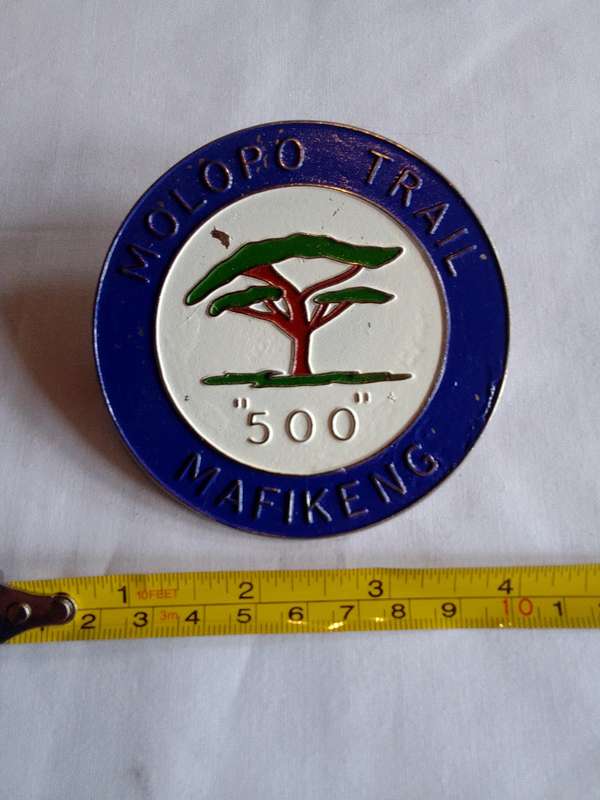 MOLOPO TRAIL
"500"
MAFIKENG
1 10FEET 2 3 4
2 3 3m 4 5 6 7 8 9 10 1 1